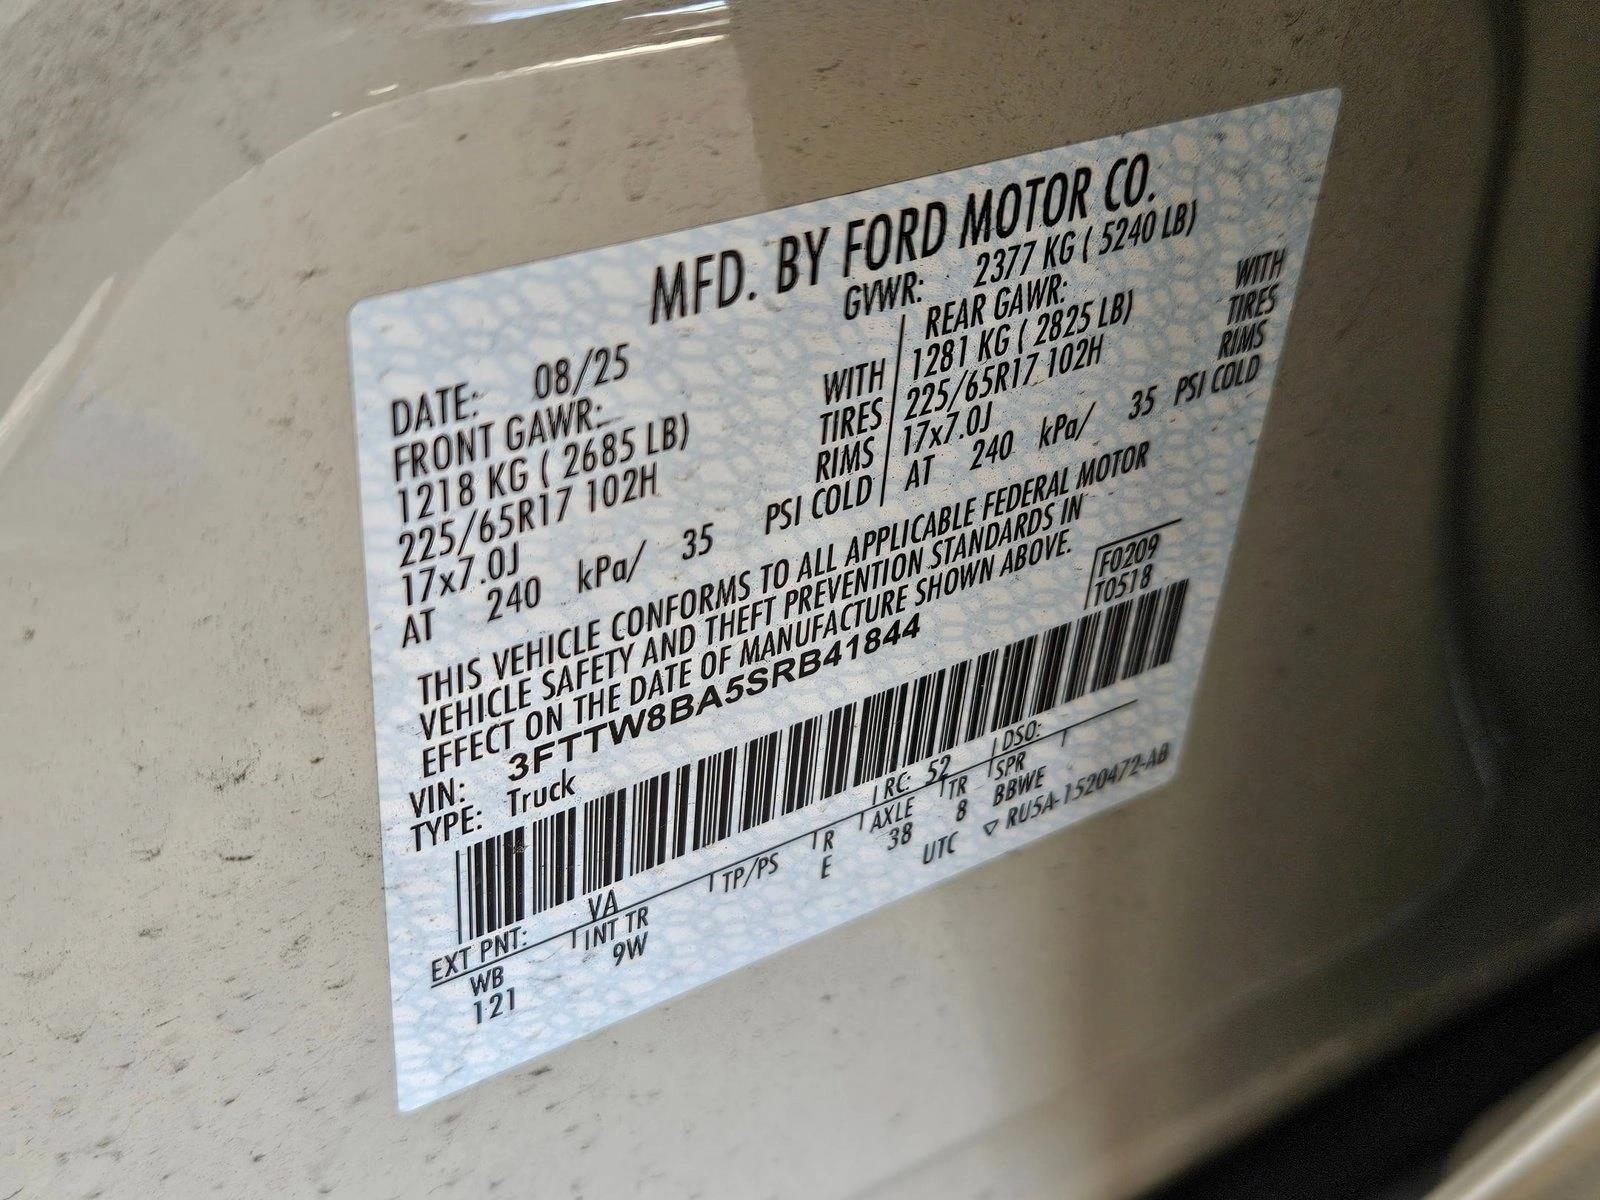 MFD. BY FORD MOTOR CO.
DATE: 08/25 GVWR: 2377 KG ( 5240 LB)
FRONT GAWR: REAR GAWR:
1218 KG ( 2685 LB) WITH 1281 KG ( 2825 LB) WITH
225/65R17 102H TIRES 225/65R17 102H TIRES
17x7.0J RIMS 17x7.0J RIMS
AT 240 kPa/ 35 PSI COLD AT 240 kPa/ 35 PSI COLD
THIS VEHICLE CONFORMS TO ALL APPLICABLE FEDERAL MOTOR
VEHICLE SAFETY AND THEFT PREVENTION STANDARDS IN
EFFECT ON THE DATE OF MANUFACTURE SHOWN ABOVE.
F0209
T0518
VIN: 3FTTW8BA5SRB41844
TYPE: Truck
EXT PNT: VA RC: 52 DSO:
WB INT TR TP/PS R AXLE TR SPR
121 9W E 38 8 BBWE
UTC ▽ RU5A-1520472-AB